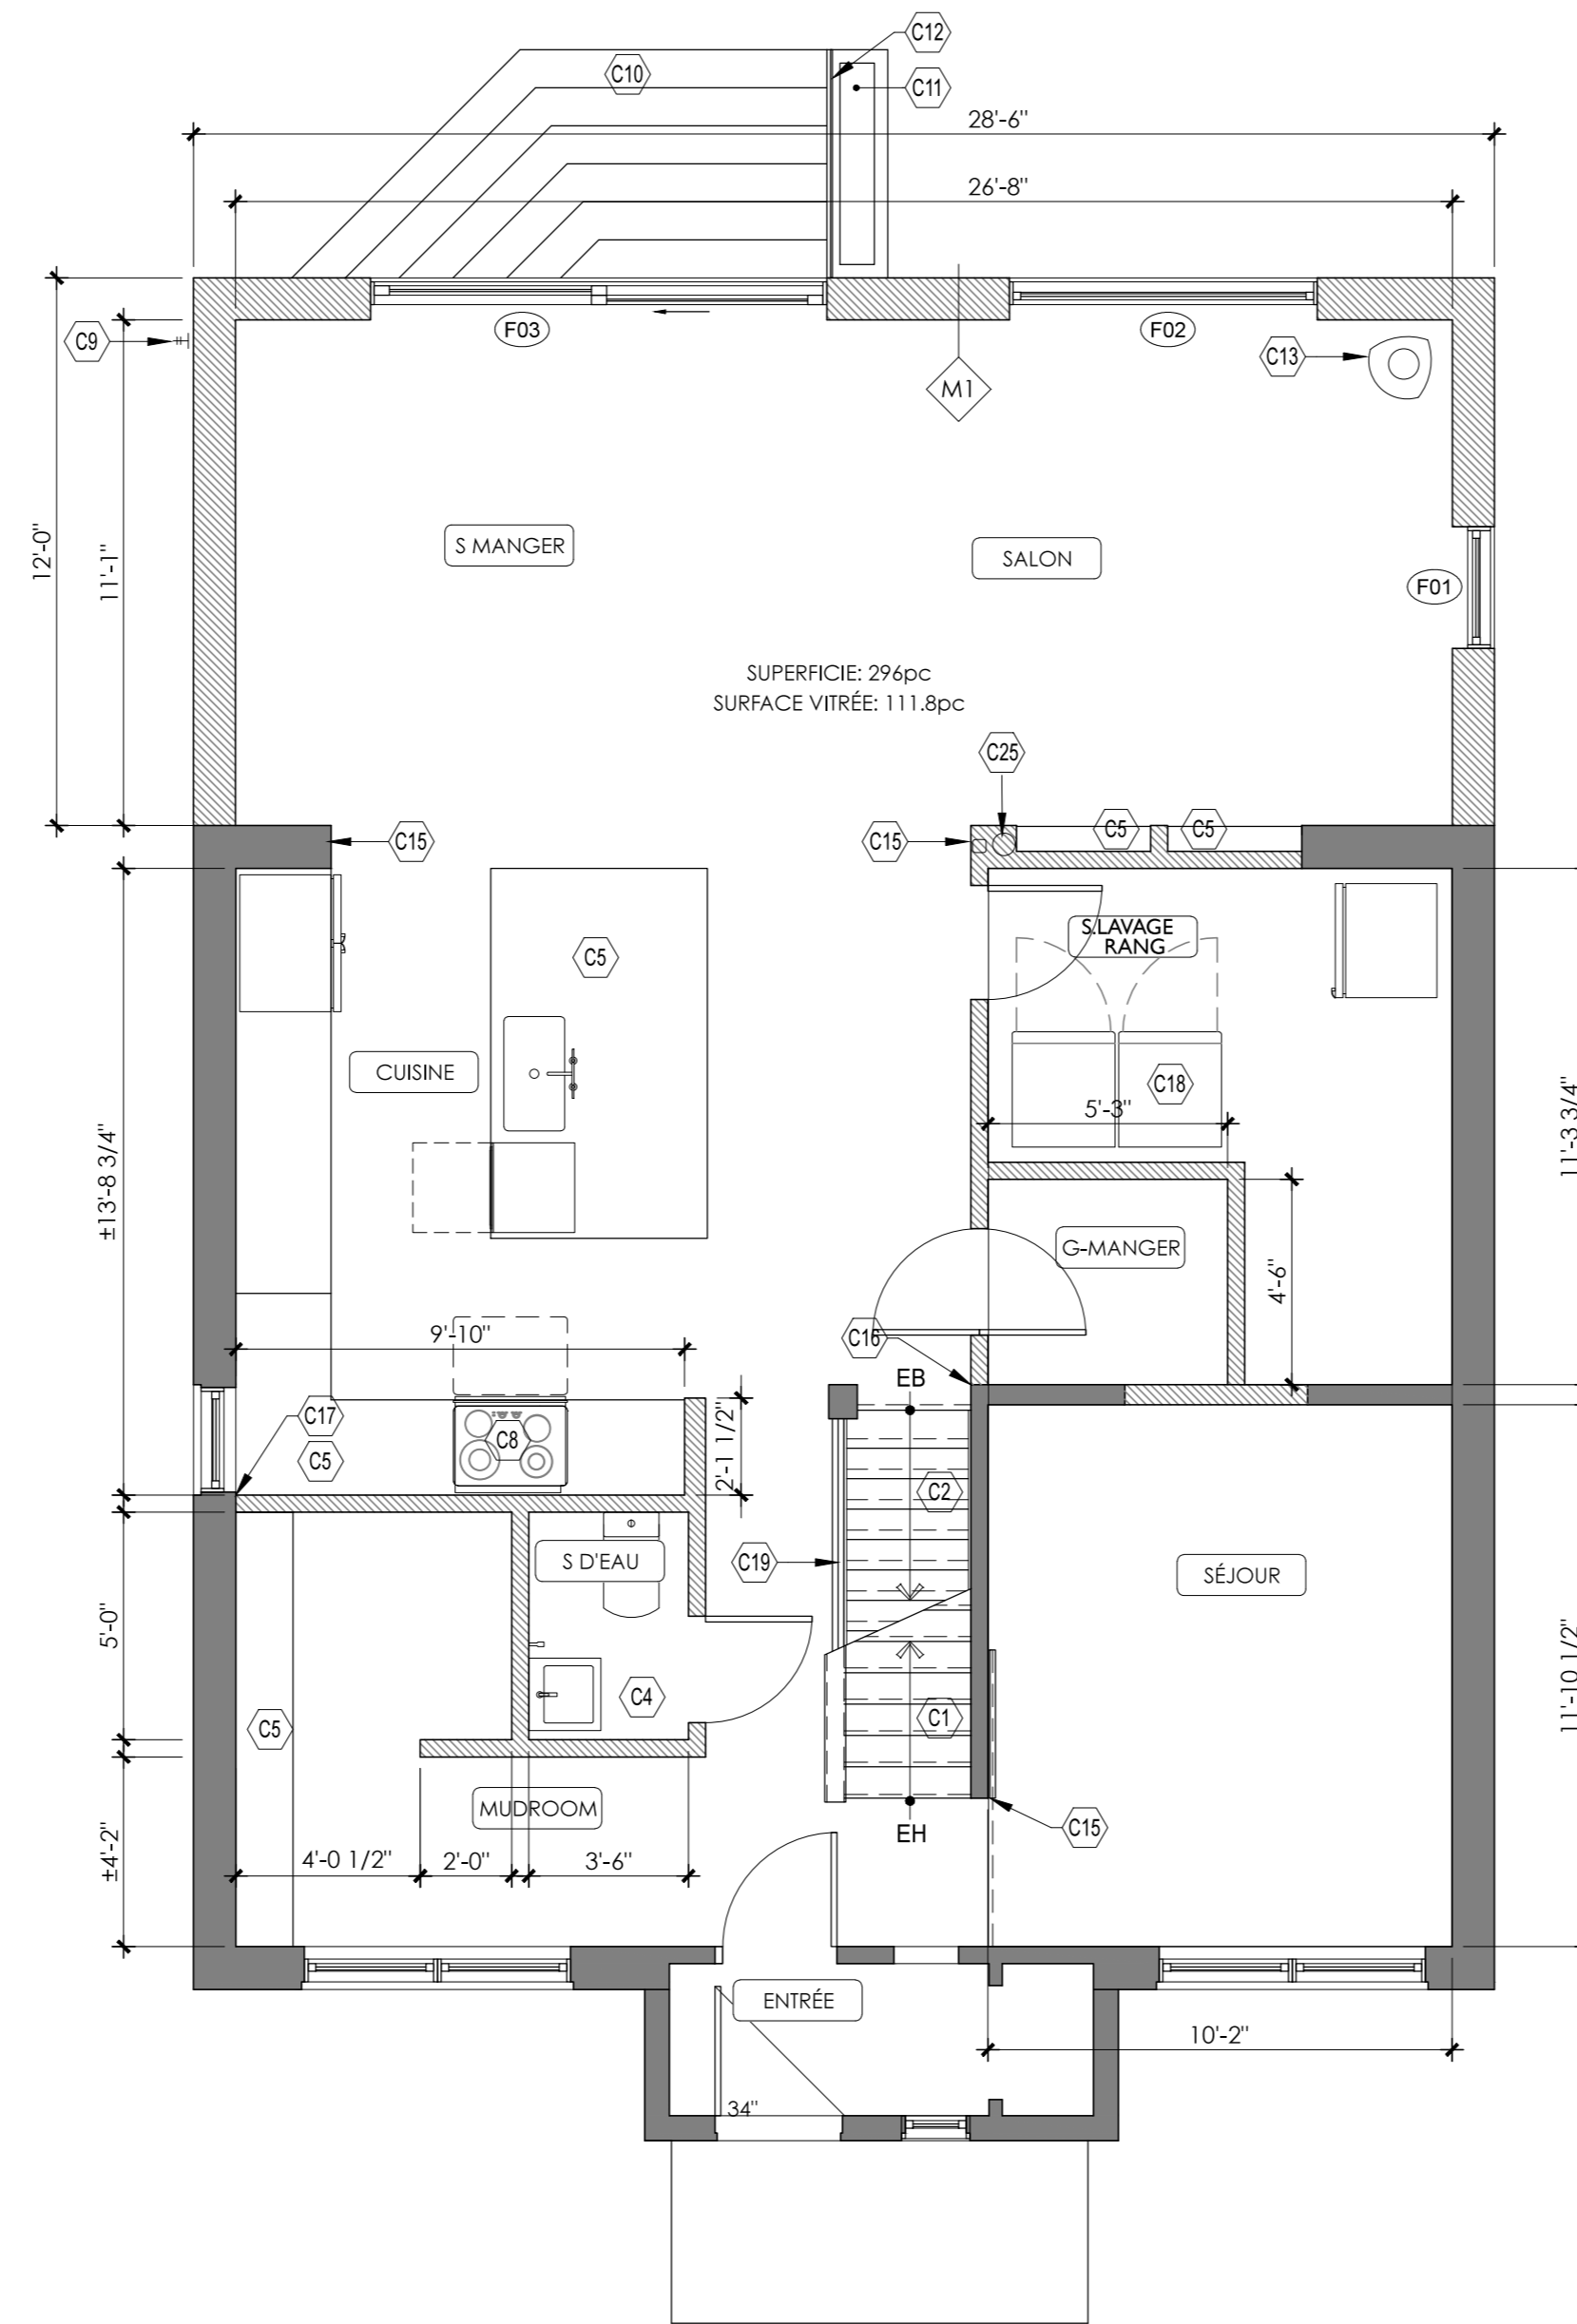 C12
C10
C11
28'-6"
26'-8"
F03
F02
C9
C13
M1
12'-0"
11'-1"
S MANGER
SALON
F01
SUPERFICIE: 296pc
SURFACE VITRÉE: 111.8pc
C25
C15
C15
C5
C5
S.LAVAGE
RANG
C5
CUISINE
C18
5'-3"
11'-3 3/4"
±13'-8 3/4"
G-MANGER
4'-6"
9'-10"
C16
EB
C17
C8
C5
2'-1 1/2"
C2
S D'EAU
C19
SÉJOUR
5'-0"
C4
C5
C1
11'-10 1/2"
MUDROOM
C15
EH
±4'-2"
4'-0 1/2"
2'-0"
3'-6"
ENTRÉE
10'-2"
34"